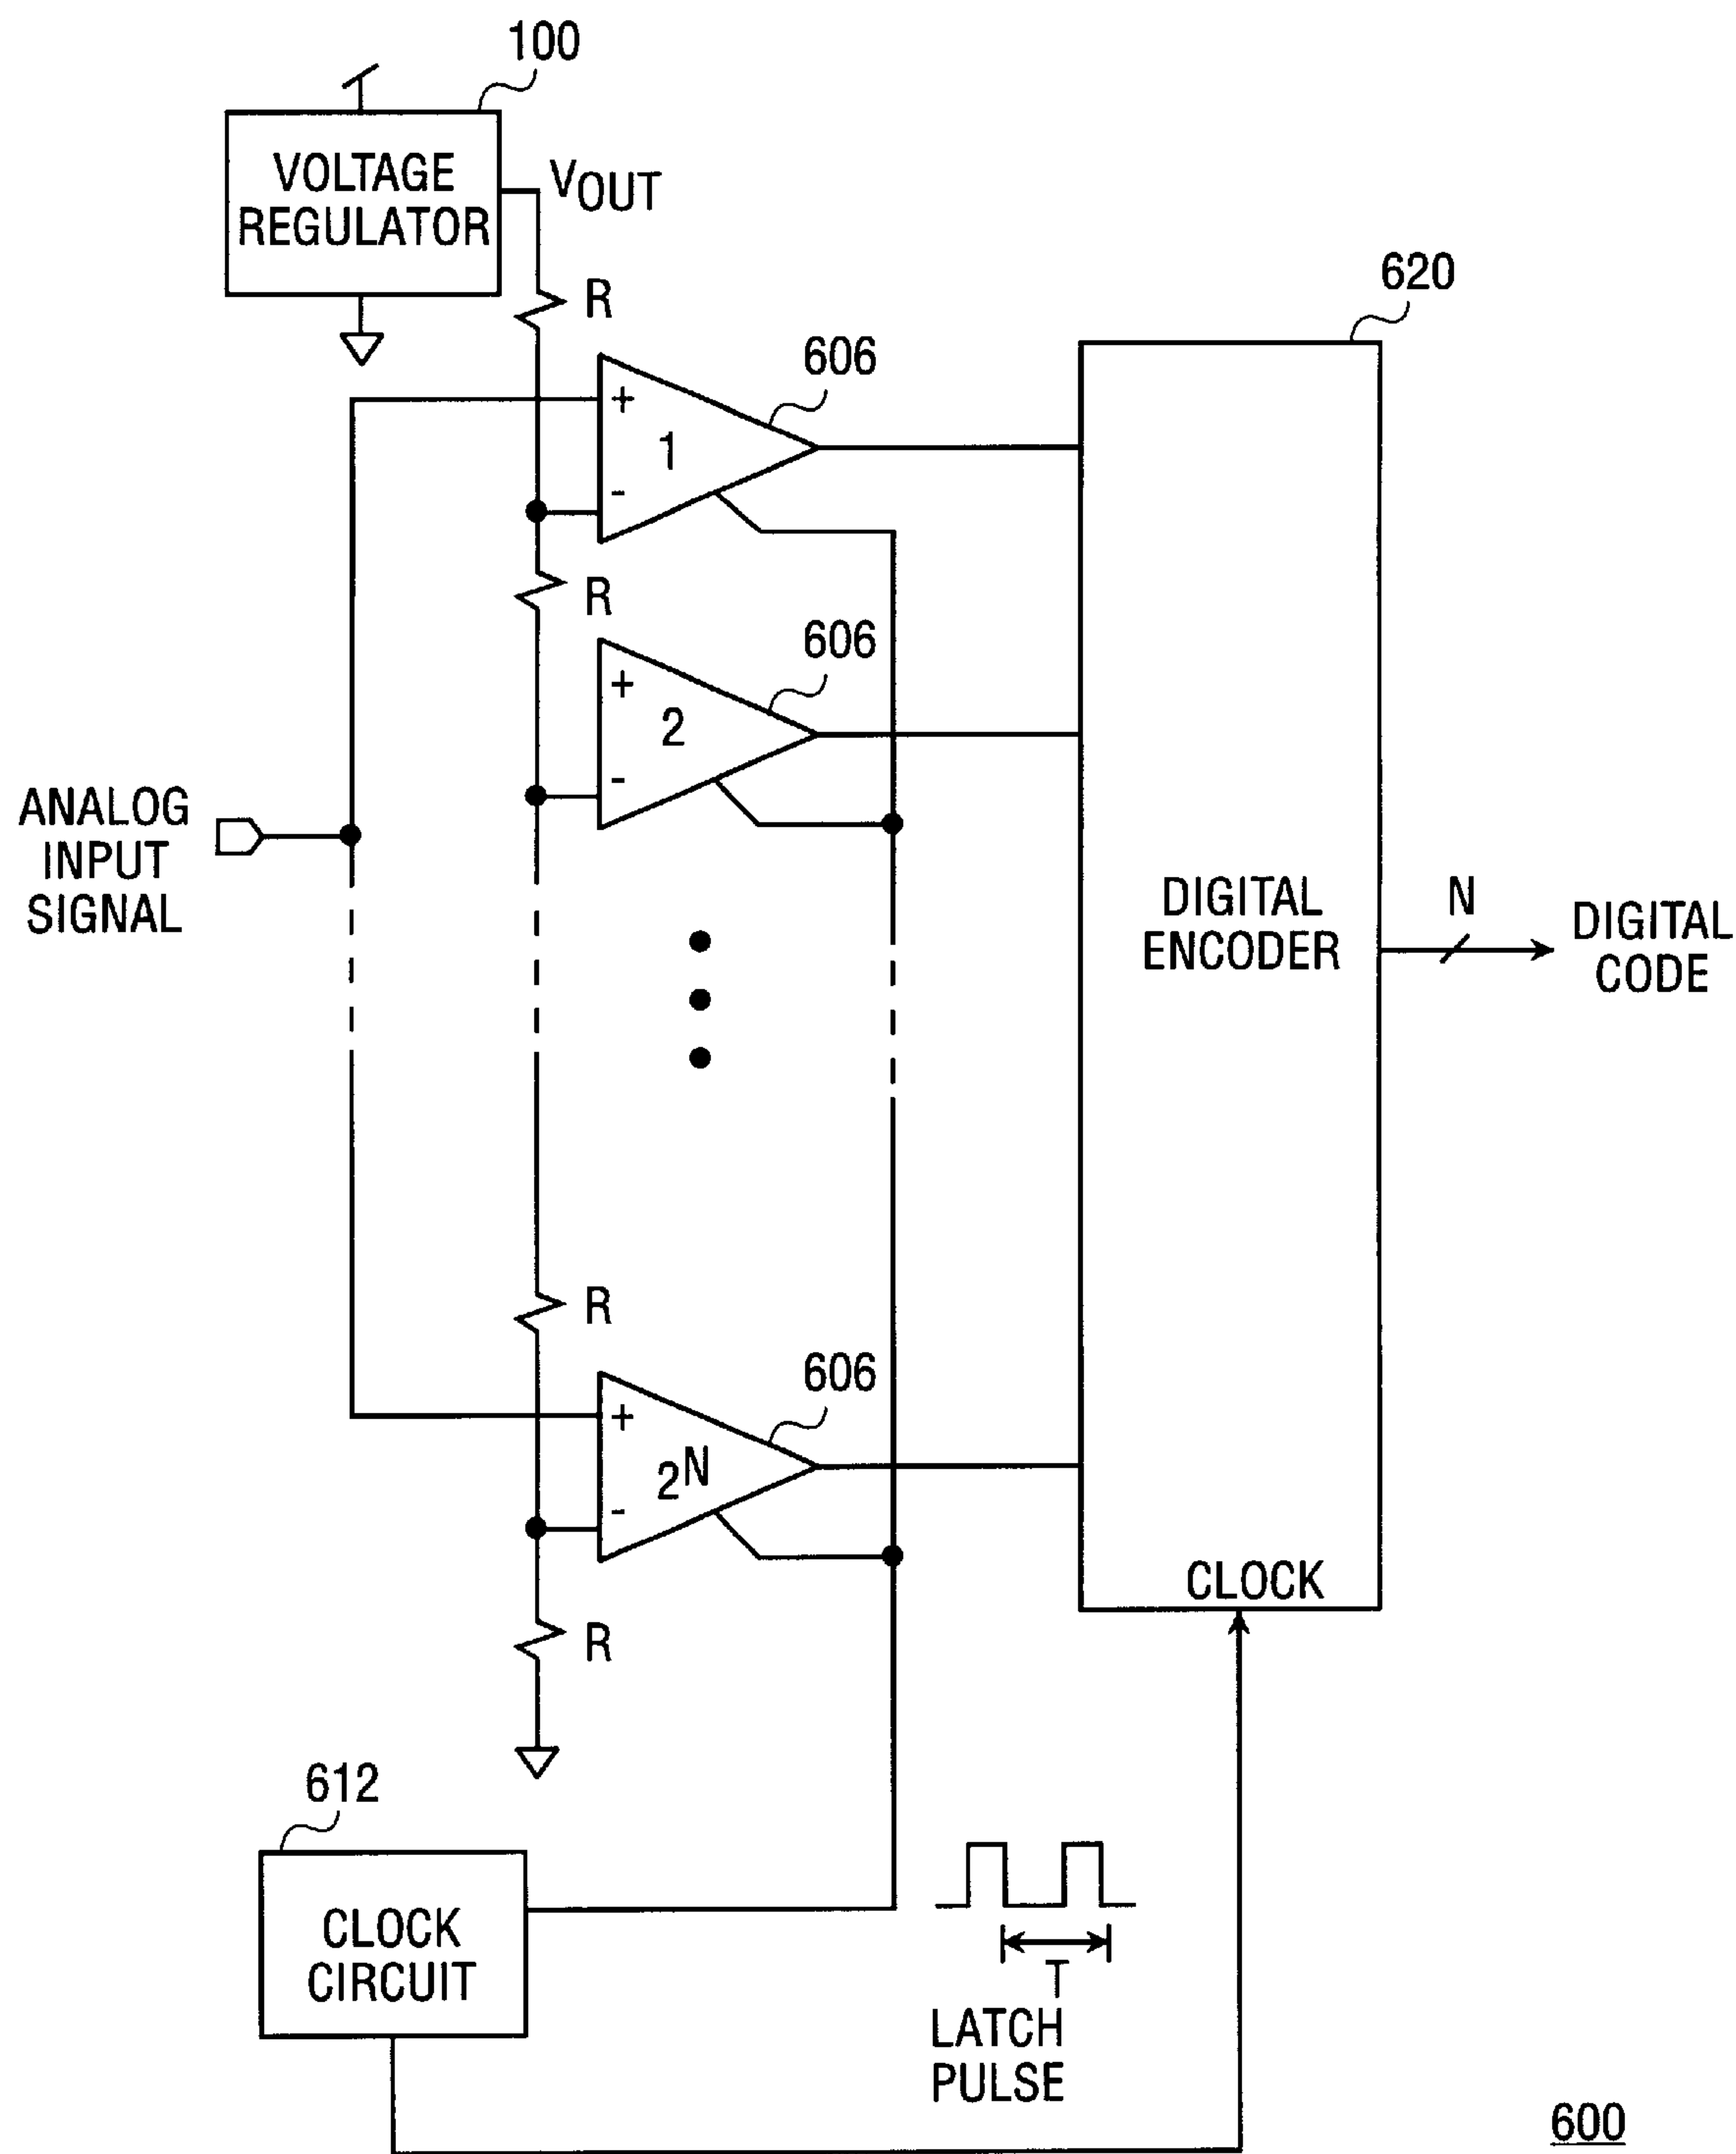 100
VOLTAGE
REGULATOR
VOUT
R
620
606
+
1
-
R
606
+
2
-
ANALOG
INPUT
SIGNAL
DIGITAL
ENCODER
N
DIGITAL
CODE
R
606
+
2^N
-
CLOCK
R
612
CLOCK
CIRCUIT
T
LATCH
PULSE
600